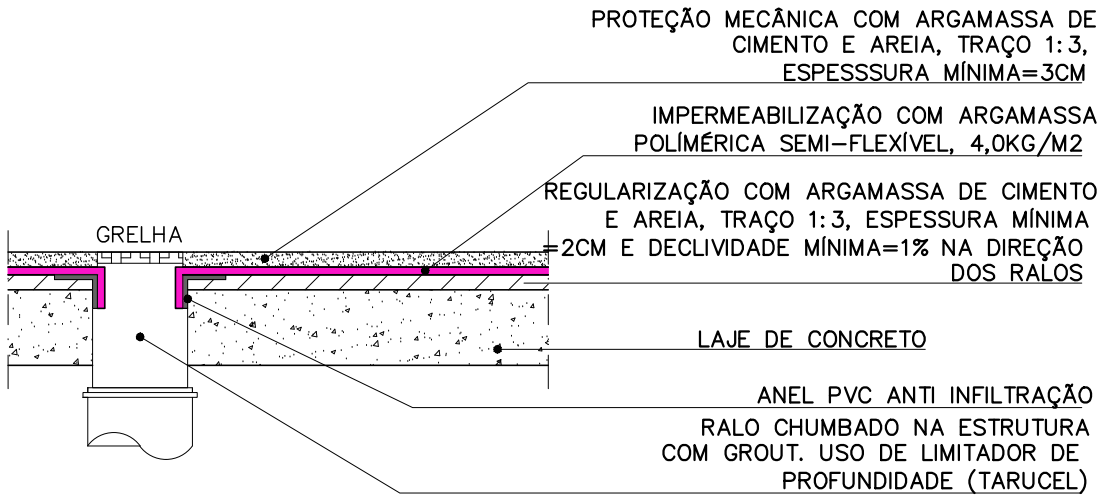 PROTEÇÃO MECÂNICA COM ARGAMASSA DE
CIMENTO E AREIA, TRAÇO 1:3,
ESPESSSURA MÍNIMA=3CM
IMPERMEABILIZAÇÃO COM ARGAMASSA
POLÍMÉRICA SEMI-FLEXÍVEL, 4,0KG/M2
REGULARIZAÇÃO COM ARGAMASSA DE CIMENTO
E AREIA, TRAÇO 1:3, ESPESSURA MÍNIMA
=2CM E DECLIVIDADE MÍNIMA=1% NA DIREÇÃO
DOS RALOS
GRELHA
LAJE DE CONCRETO
ANEL PVC ANTI INFILTRAÇÃO
RALO CHUMBADO NA ESTRUTURA
COM GROUT. USO DE LIMITADOR DE
PROFUNDIDADE (TARUCEL)